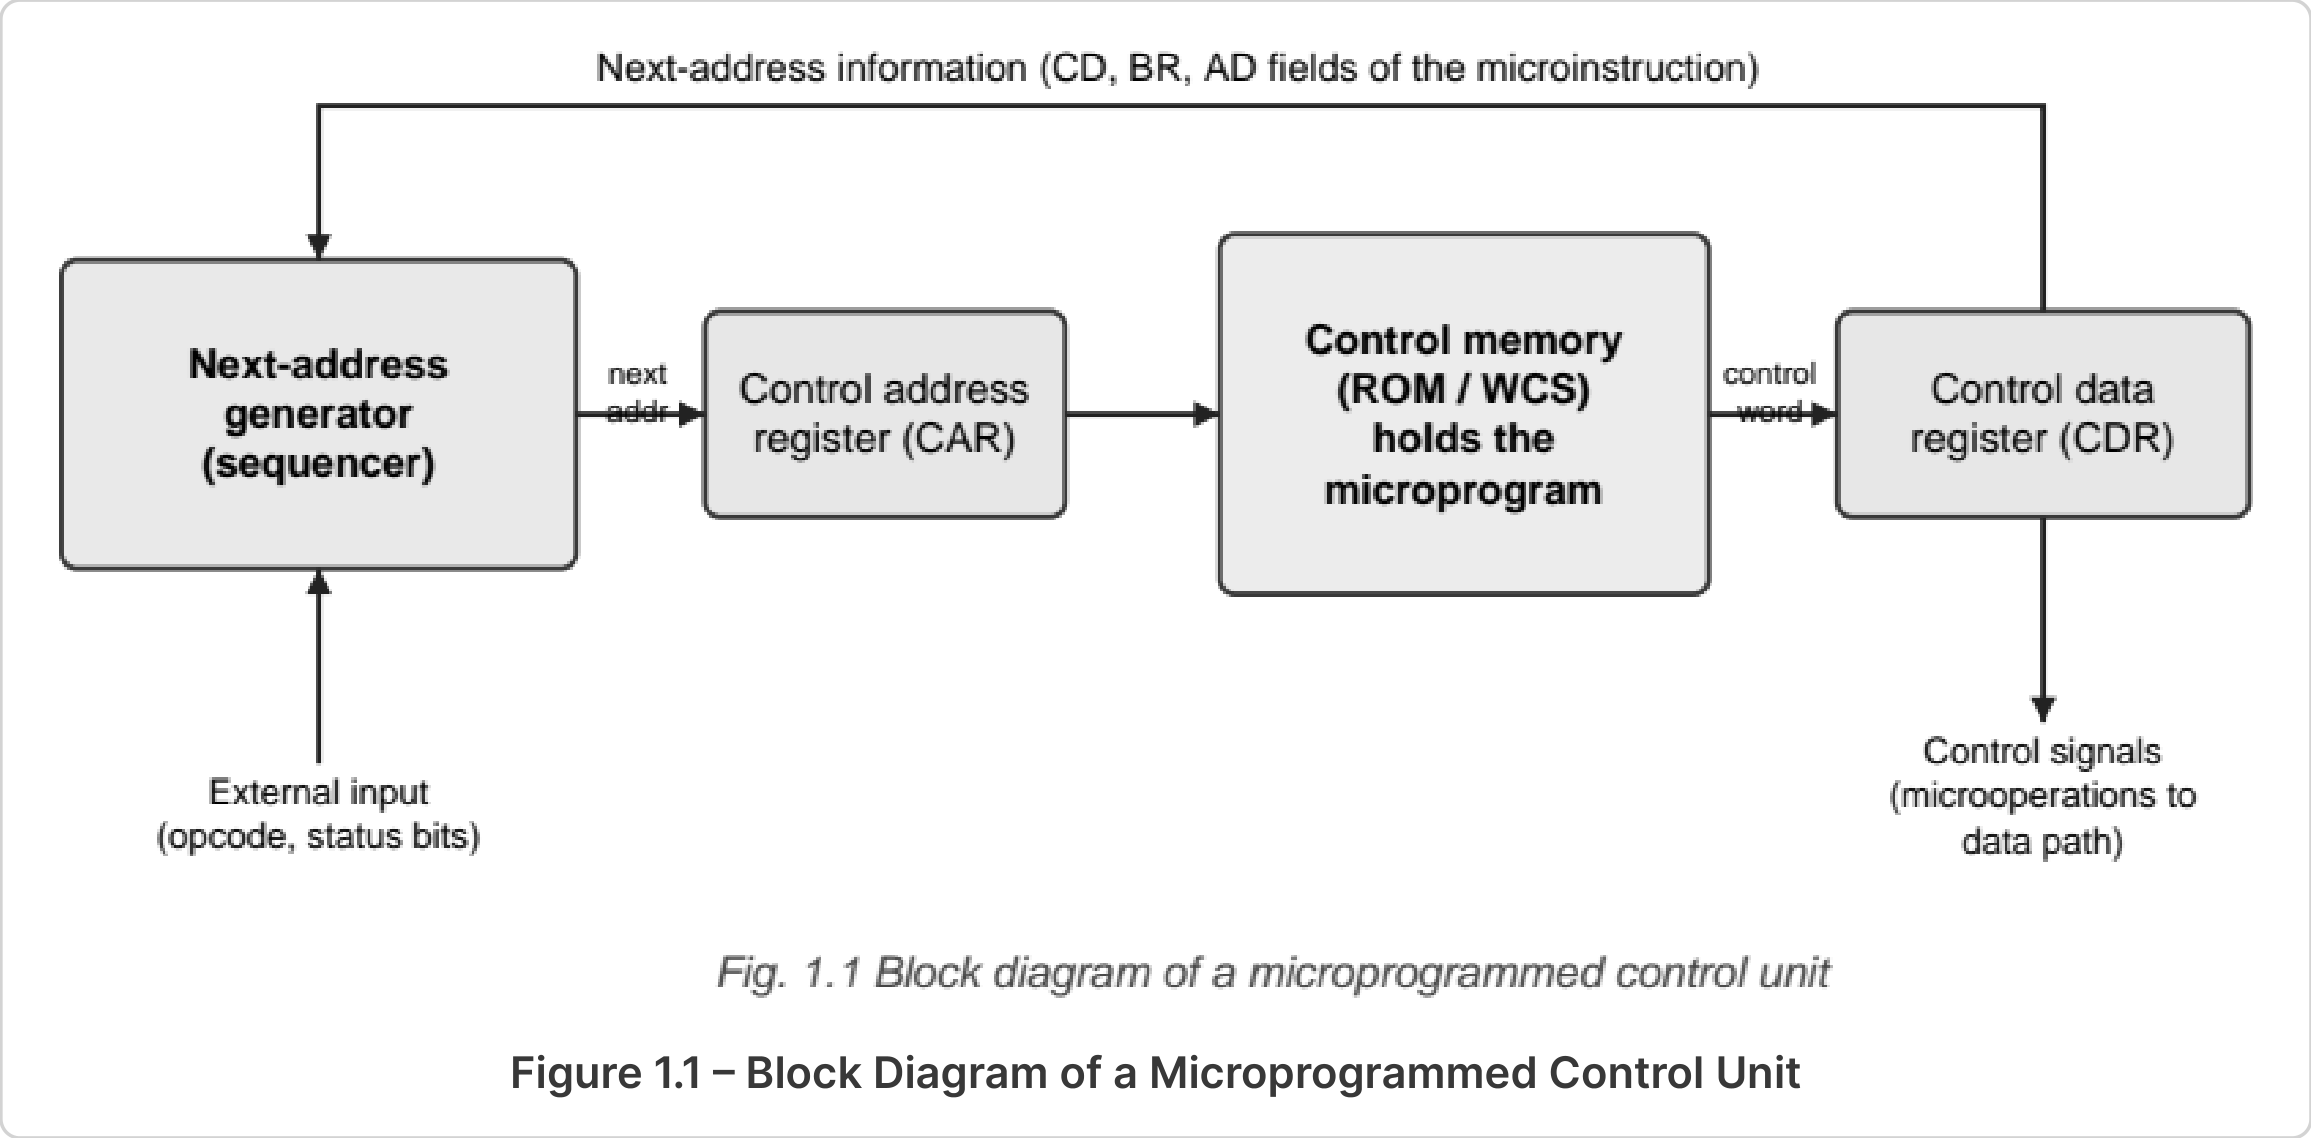 Next-address information (CD, BR, AD fields of the microinstruction)
Next-address
generator
(sequencer)
next
addr
Control address
register (CAR)
Control memory
(ROM / WCS)
holds the
microprogram
control
word
Control data
register (CDR)
External input
(opcode, status bits)
Control signals
(microoperations to
data path)
Fig. 1.1 Block diagram of a microprogrammed control unit
Figure 1.1 – Block Diagram of a Microprogrammed Control Unit